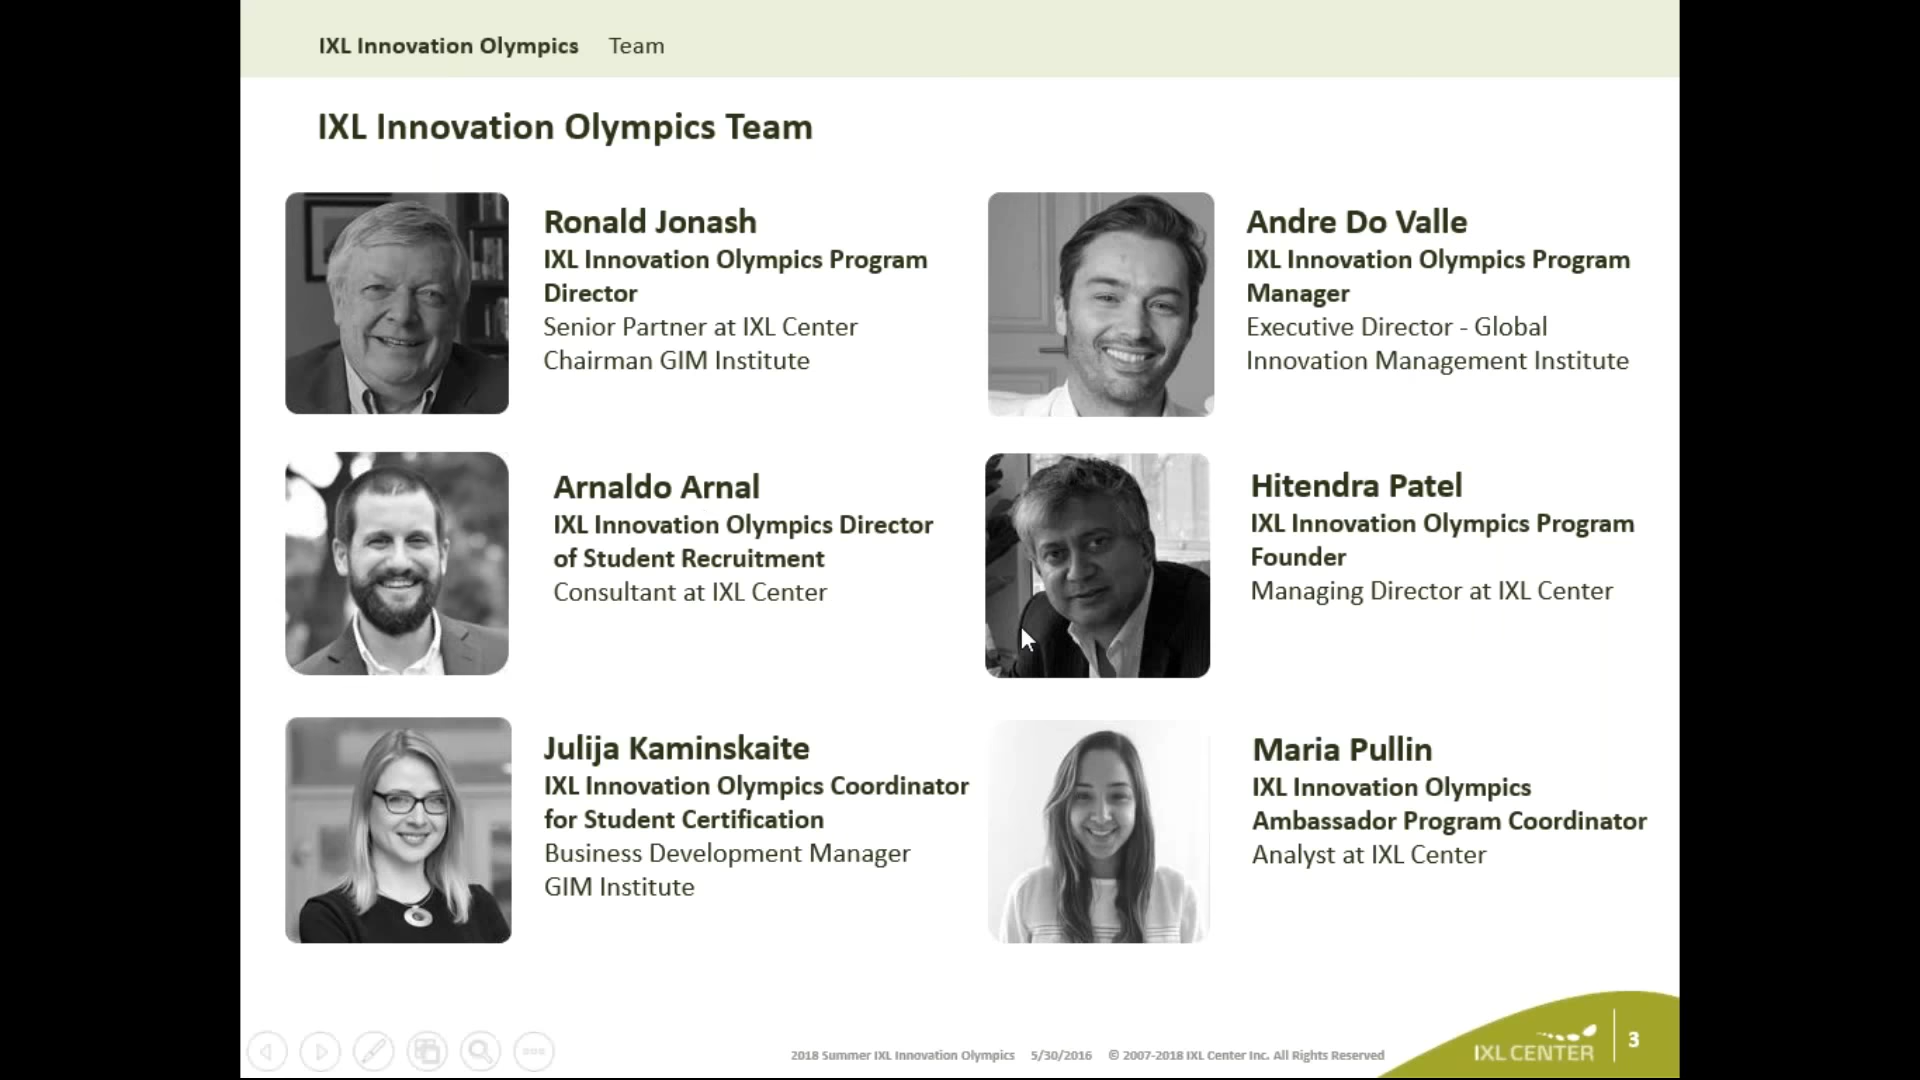 IXL Innovation Olympics Team
IXL Innovation Olympics Team
Ronald Jonash
IXL Innovation Olympics Program
Director
Senior Partner at IXL Center
Chairman GIM Institute
Andre Do Valle
IXL Innovation Olympics Program
Manager
Executive Director - Global
Innovation Management Institute
Arnaldo Arnal
IXL Innovation Olympics Director
of Student Recruitment
Consultant at IXL Center
Hitendra Patel
IXL Innovation Olympics Program
Founder
Managing Director at IXL Center
Julija Kaminskaite
IXL Innovation Olympics Coordinator
for Student Certification
Business Development Manager
GIM Institute
Maria Pullin
IXL Innovation Olympics
Ambassador Program Coordinator
Analyst at IXL Center
2018 Summer IXL Innovation Olympics 5/30/2016 © 2007-2018 IXL Center Inc. All Rights Reserved
IXL CENTER 3